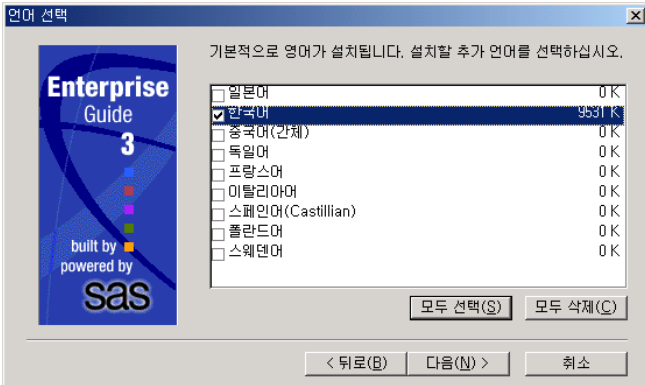 언어 선택
기본적으로 영어가 설치됩니다. 설치할 추가 언어를 선택하십시오.
Enterprise
Guide
3
built by
powered by
sas
일본어 0 K
한국어 9531 K
중국어(간체) 0 K
독일어 0 K
프랑스어 0 K
이탈리아어 0 K
스페인어(Castillian) 0 K
폴란드어 0 K
스웨덴어 0 K
모두 선택(S) 모두 삭제(C)
< 뒤로(B) 다음(N) > 취소